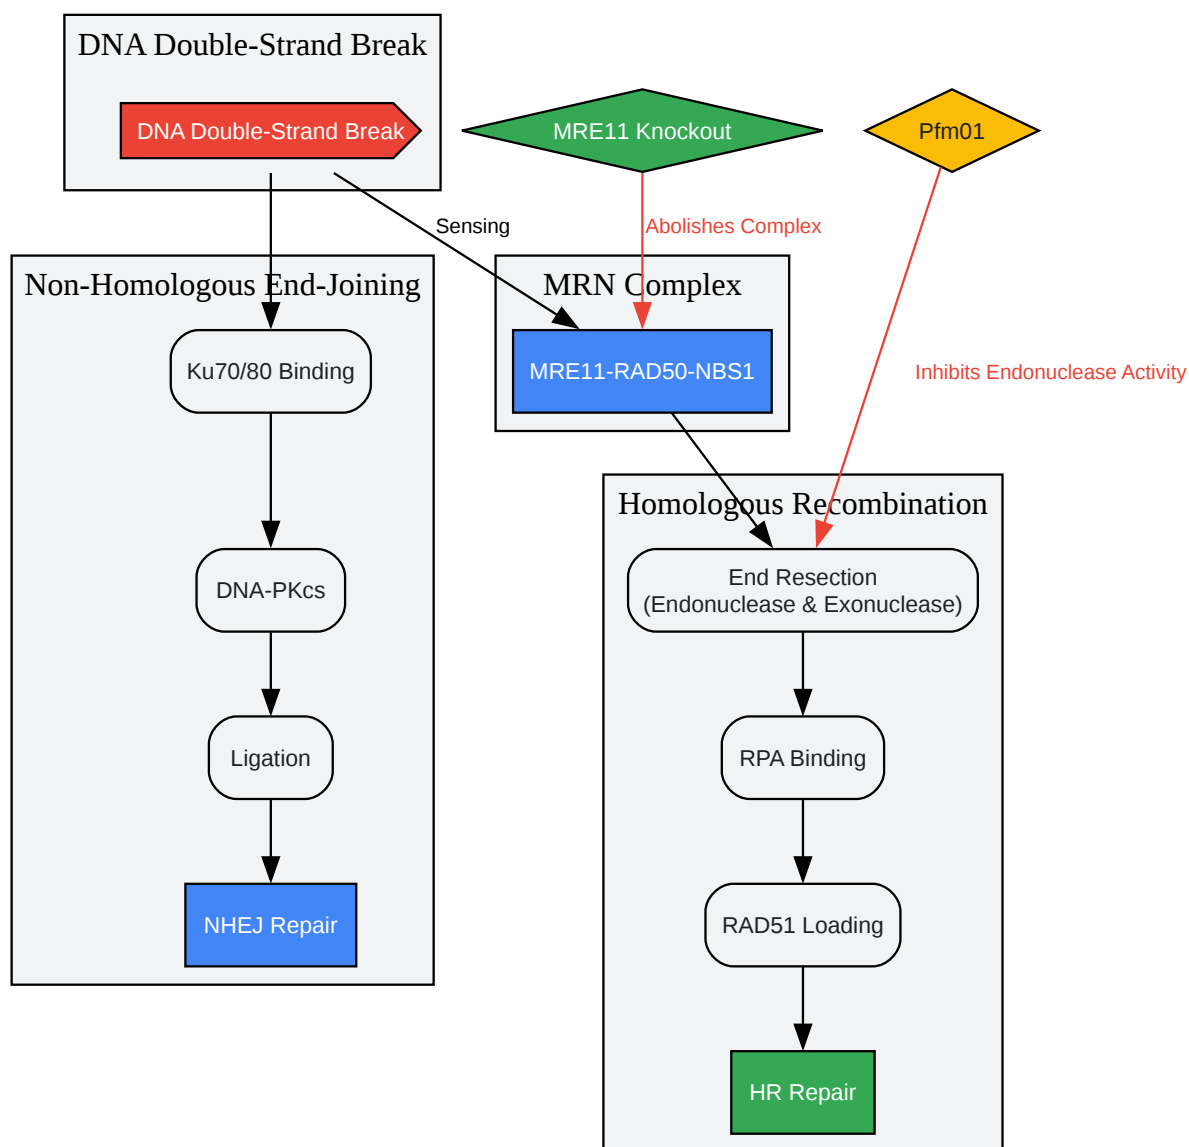 DNA Double-Strand Break
DNA Double-Strand Break
MRE11 Knockout
Pfm01
Sensing
Abolishes Complex
Non-Homologous End-Joining
MRN Complex
Ku70/80 Binding
MRE11-RAD50-NBS1
Inhibits Endonuclease Activity
Homologous Recombination
DNA-PKcs
End Resection
(Endonuclease & Exonuclease)
Ligation
RPA Binding
NHEJ Repair
RAD51 Loading
HR Repair